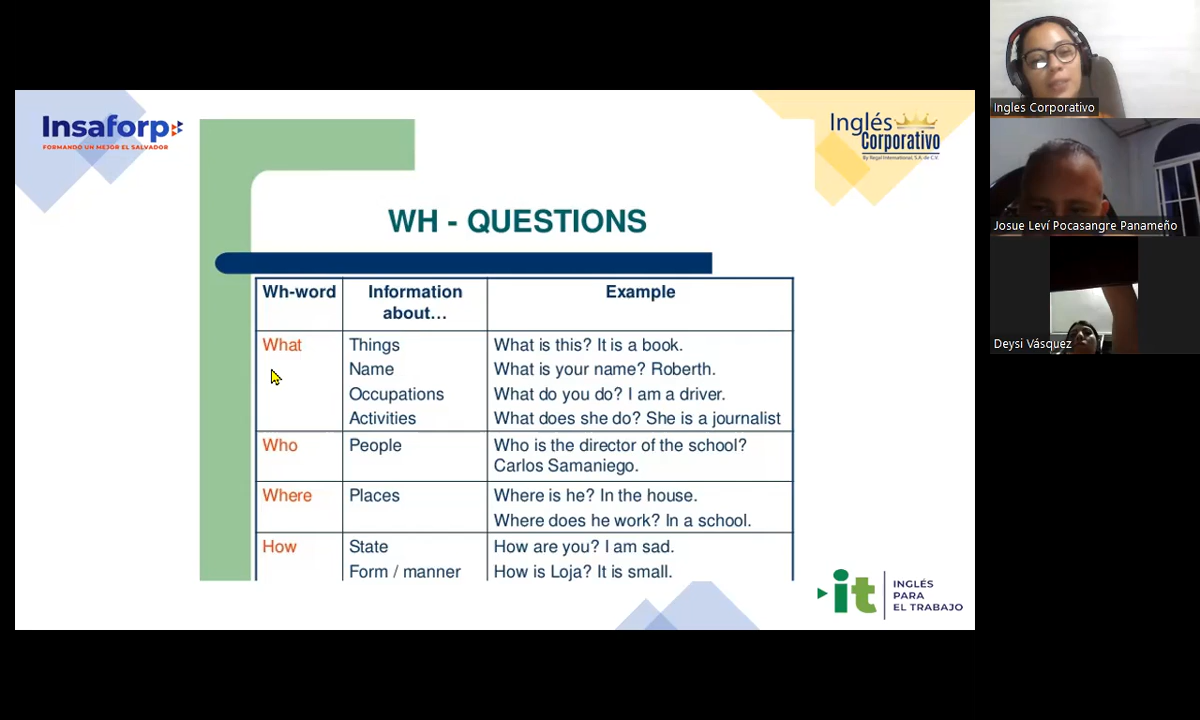 Insaforp
FORMANDO UN MEJOR EL SALVADOR
Inglés
Corporativo
By Regal International, S.A. de C.V.
WH - QUESTIONS
Wh-word
Information
about…
Example
What
Things
What is this? It is a book.
Name
What is your name? Roberth.
Occupations
What do you do? I am a driver.
Activities
What does she do? She is a journalist
Who
People
Who is the director of the school?
Carlos Samaniego.
Where
Places
Where is he? In the house.
Where does he work? In a school.
How
State
How are you? I am sad.
Form / manner
How is Loja? It is small.
it
INGLÉS
PARA
EL TRABAJO
Ingles Corporativo
Josue Leví Pocasangre Panameño
Deysi Vásquez